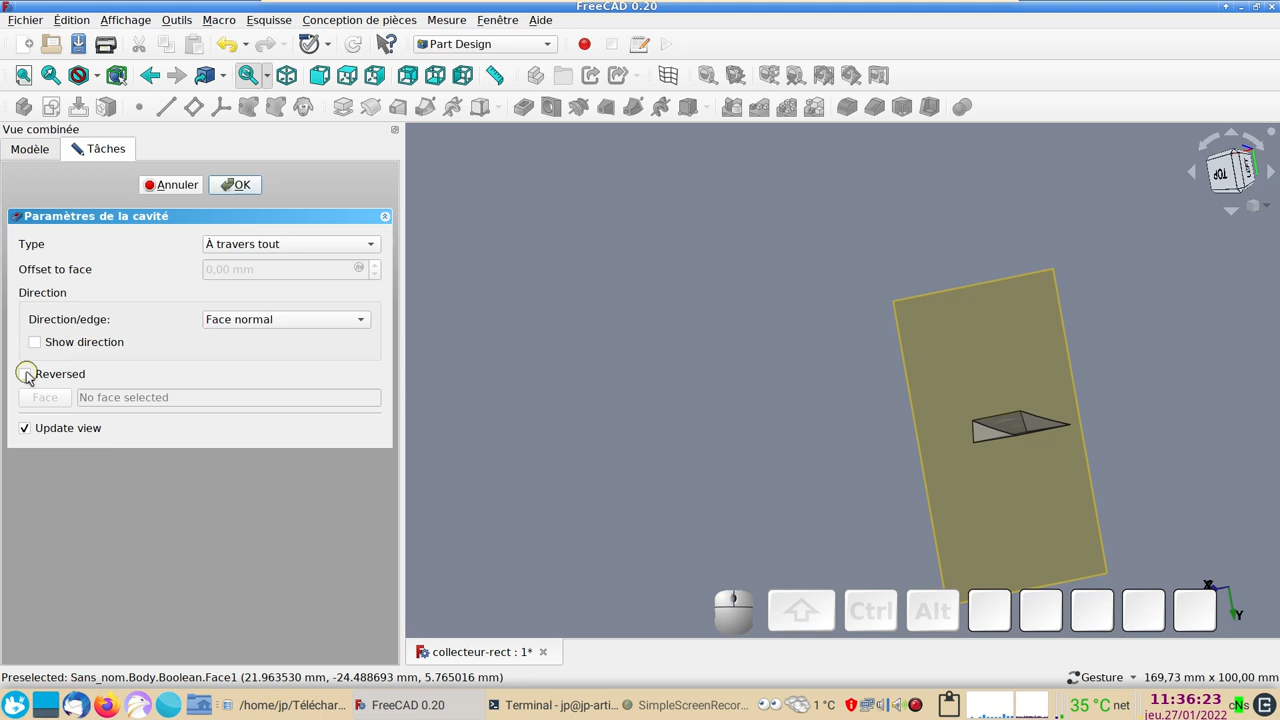 FreeCAD 0.20
Fichier Édition Affichage Outils Macro Esquisse Conception de pièces Mesure Fenêtre Aide
Part Design
Vue combinée
Modèle Tâches
Annuler OK
Paramètres de la cavité
Type À travers tout
Offset to face 0,00 mm
Direction
Direction/edge: Face normal
Show direction
Reversed
Face No face selected
Update view
TOP
X
Y
Ctrl Alt
collecteur-rect : 1*
Preselected: Sans_nom.Body.Boolean.Face1 (21.963530 mm, -24.486693 mm, 5.765016 mm) Gesture 169,73 mm x 100,00 mm
/home/jp/Téléchar... FreeCAD 0.20 Terminal - jp@jp-arti... SimpleScreenRecor... 1 °C 35 °C net 11:36:23 cNs
jeu.27/01/2022